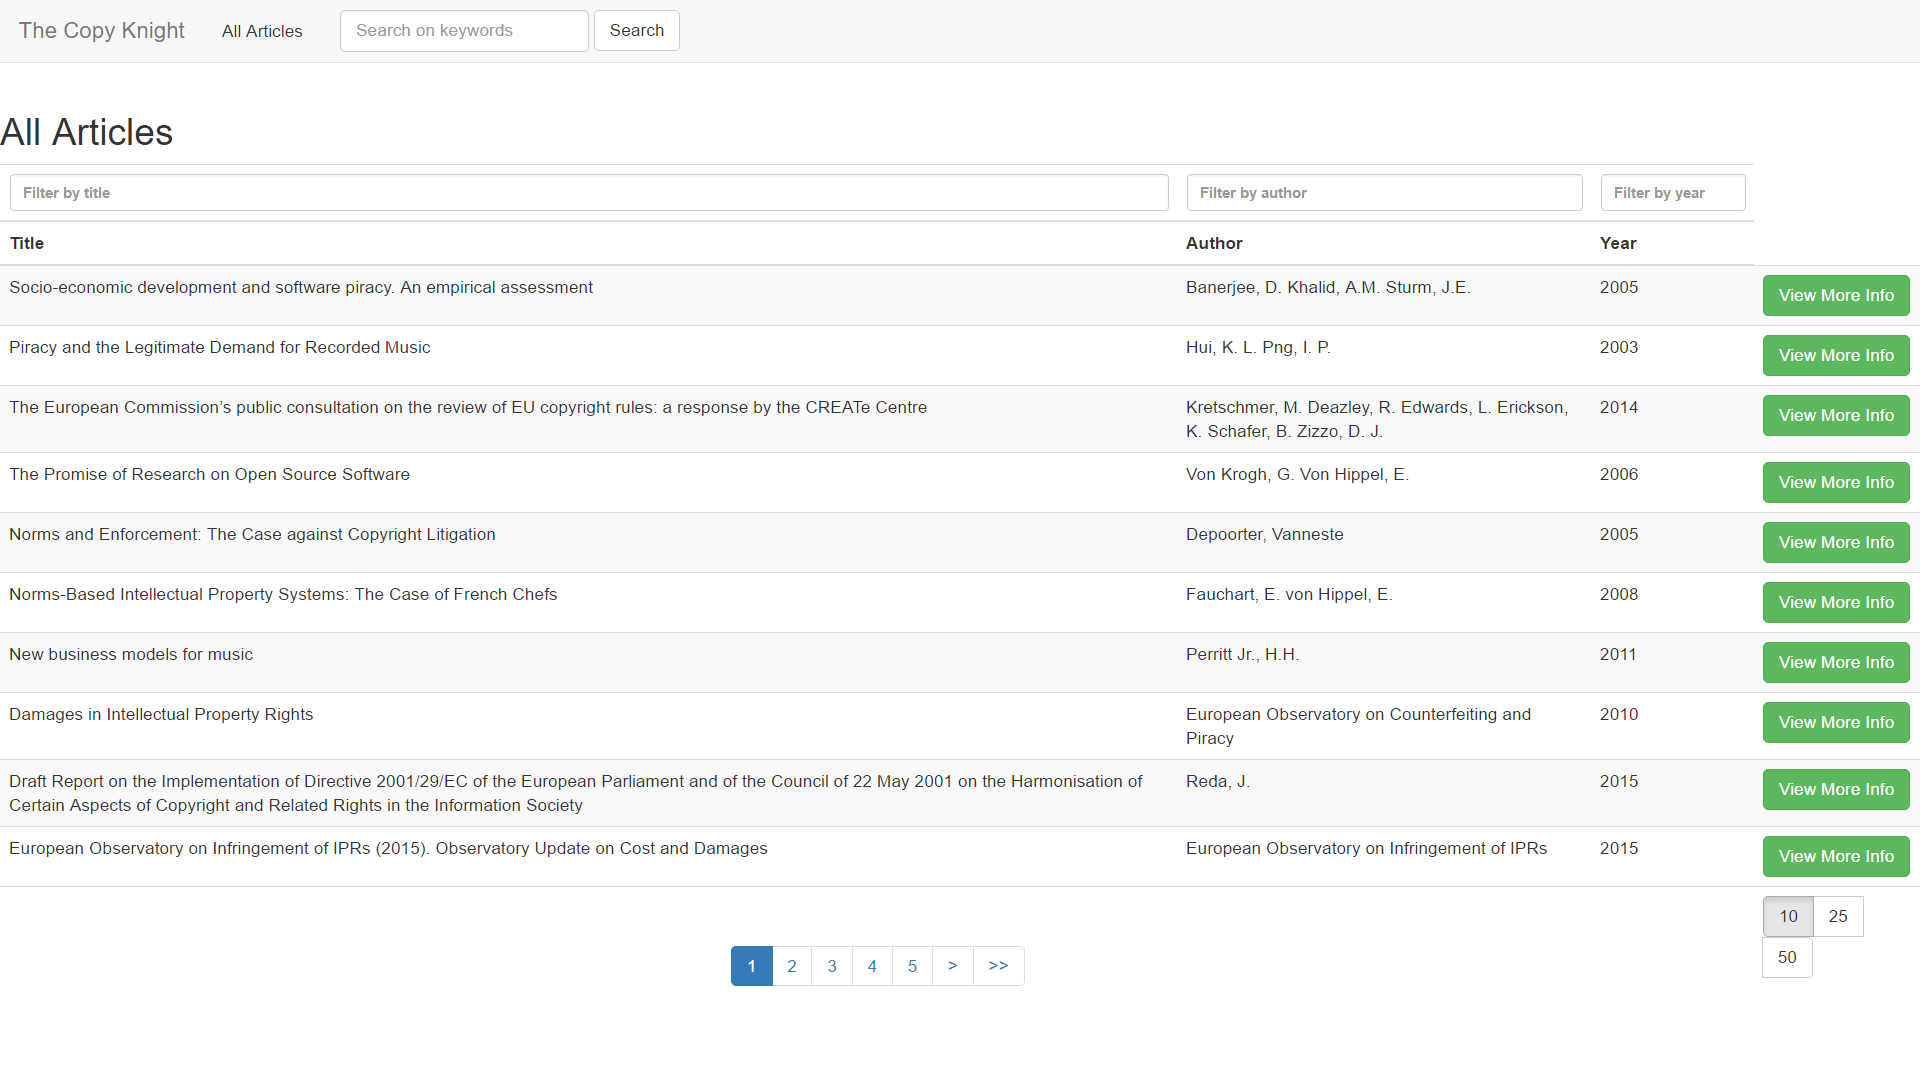 The Copy Knight All Articles Search on keywords Search
All Articles
Filter by title Filter by author Filter by year
Title Author Year
Socio-economic development and software piracy. An empirical assessment Banerjee, D. Khalid, A.M. Sturm, J.E. 2005 View More Info
Piracy and the Legitimate Demand for Recorded Music Hui, K. L. Png, I. P. 2003 View More Info
The European Commission’s public consultation on the review of EU copyright rules: a response by the CREATe Centre Kretschmer, M. Deazley, R. Edwards, L. Erickson, 2014 View More Info
K. Schafer, B. Zizzo, D. J.
The Promise of Research on Open Source Software Von Krogh, G. Von Hippel, E. 2006 View More Info
Norms and Enforcement: The Case against Copyright Litigation Depoorter, Vanneste 2005 View More Info
Norms-Based Intellectual Property Systems: The Case of French Chefs Fauchart, E. von Hippel, E. 2008 View More Info
New business models for music Perritt Jr., H.H. 2011 View More Info
Damages in Intellectual Property Rights European Observatory on Counterfeiting and 2010 View More Info
Piracy
Draft Report on the Implementation of Directive 2001/29/EC of the European Parliament and of the Council of 22 May 2001 on the Harmonisation of Reda, J. 2015 View More Info
Certain Aspects of Copyright and Related Rights in the Information Society
European Observatory on Infringement of IPRs (2015). Observatory Update on Cost and Damages European Observatory on Infringement of IPRs 2015 View More Info
10 25
50
1 2 3 4 5 > >>